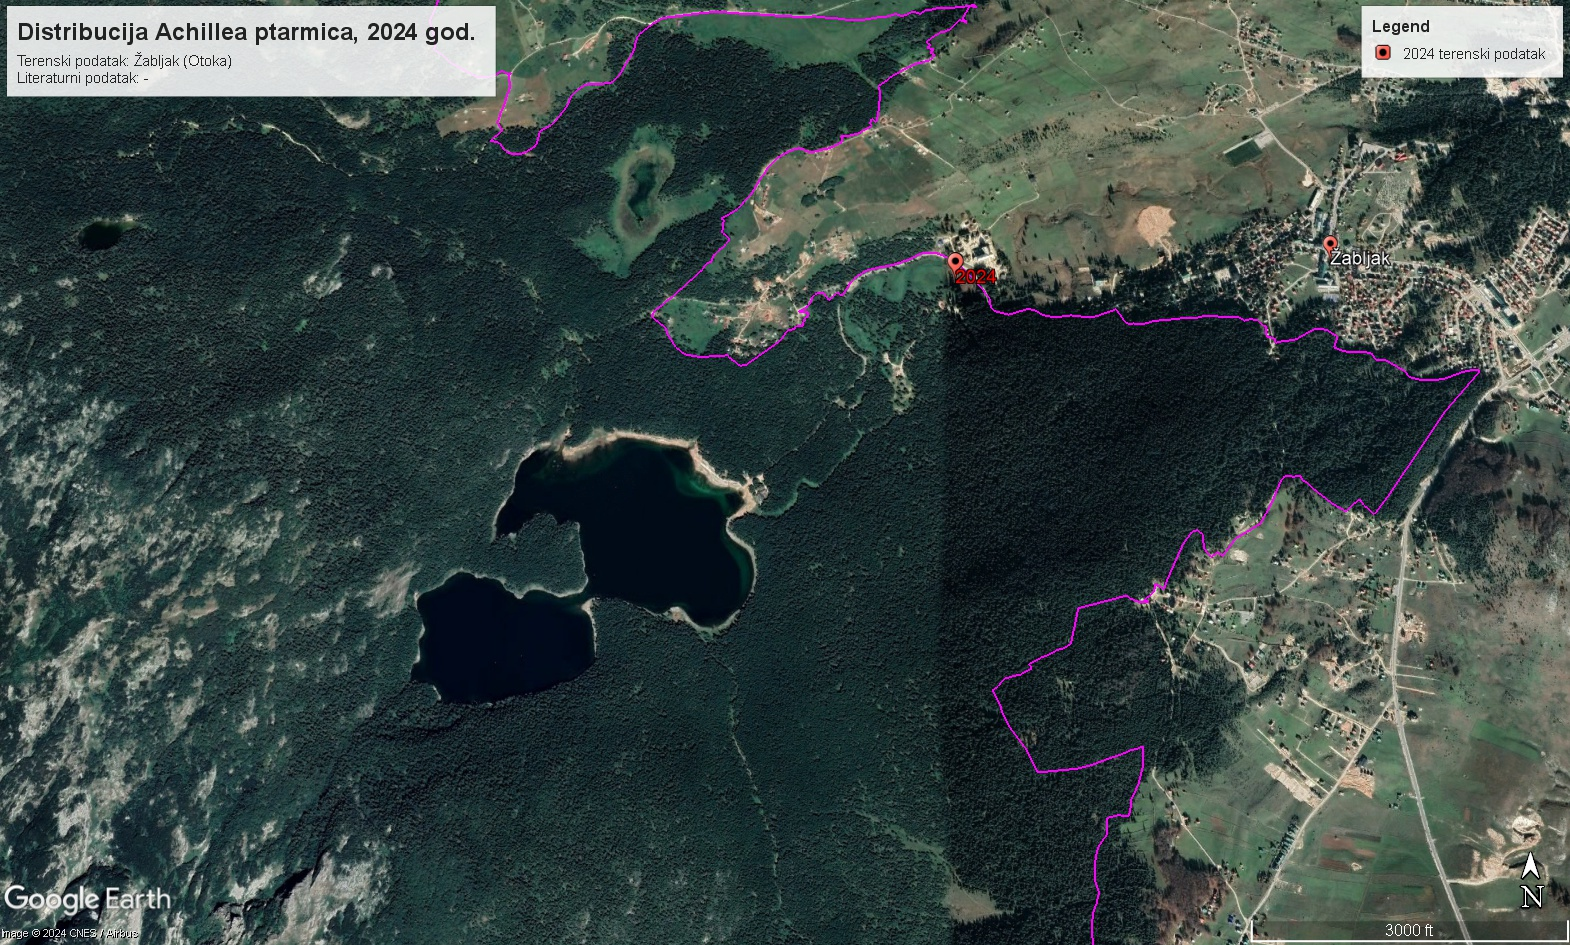 Distribucija Achillea ptarmica, 2024 god.
Terenski podatak: Žabljak (Otoka)
Literaturni podatak: -
Legend
2024 terenski podatak
Žabljak
2024
Google Earth
Image © 2024 CNES / Airbus
N
3000 ft